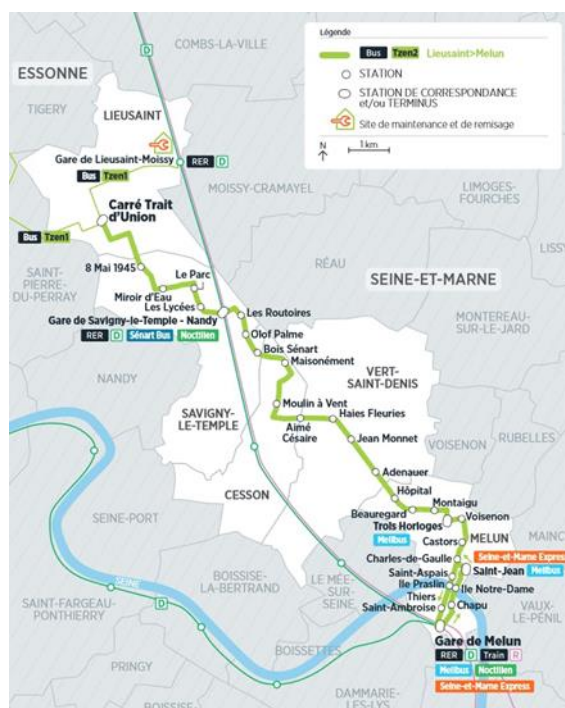 Légende
Bus Tzen2 Lieusaint>Melun
STATION
STATION DE CORRESPONDANCE
et/ou TERMINUS
Site de maintenance et de remisage
N
1 km
COMBS-LA-VILLE
ESSONNE
TIGERY
LIEUSAINT
D
Gare de Lieusaint-Moissy RER D
Bus Tzen1
MOISSY-CRAMAYEL
LIMOGES-
FOURCHES
Carré Trait
d'Union
Bus Tzen1
LISSY
RÉAU
SAINT-
PIERRE-
DU-PERRAY
8 Mai 1945
Le Parc
SEINE-ET-MARNE
Miroir d'Eau
Les Lycées
MONTEREAU-
SUR-LE-JARD
Gare de Savigny-le-Temple - Nandy
RER D Sénart Bus Noctilien
Les Routoires
Olof Palme
Bois Sénart
Maisonément
NANDY
VERT-
SAINT-DENIS
Moulin à Vent
Haies Fleuries
SAVIGNY-
LE-TEMPLE
Aimé
Césaire
Jean Monnet
VOISENON
RUBELLES
Adenauer
CESSON
Hôpital
Montaigu
Beauregard
Voisenon
Trois Horloges
Melibus
MELUN
MAINC
SEINE-PORT
Castors
Charles-de-Gaulle
Seine-et-Marne Express
Saint-Aspais
Saint-Jean Melibus
SEINE
BOISSISE-
LA-BERTRAND
LE MÉE-
SUR-
SEINE
Ile Praslin
Ile Notre-Dame
Thiers
Chapu
Saint-Ambroise
VAUX-
LE-PÉNIL
SAINT-FARGEAU-
PONTHIERRY
D
BOISSETTES
Gare de Melun
RER D Train R
Melibus Noctilien
Seine-et-Marne Express
PRINGY
DAMMARIE-
LES-LYS
BOISSISE